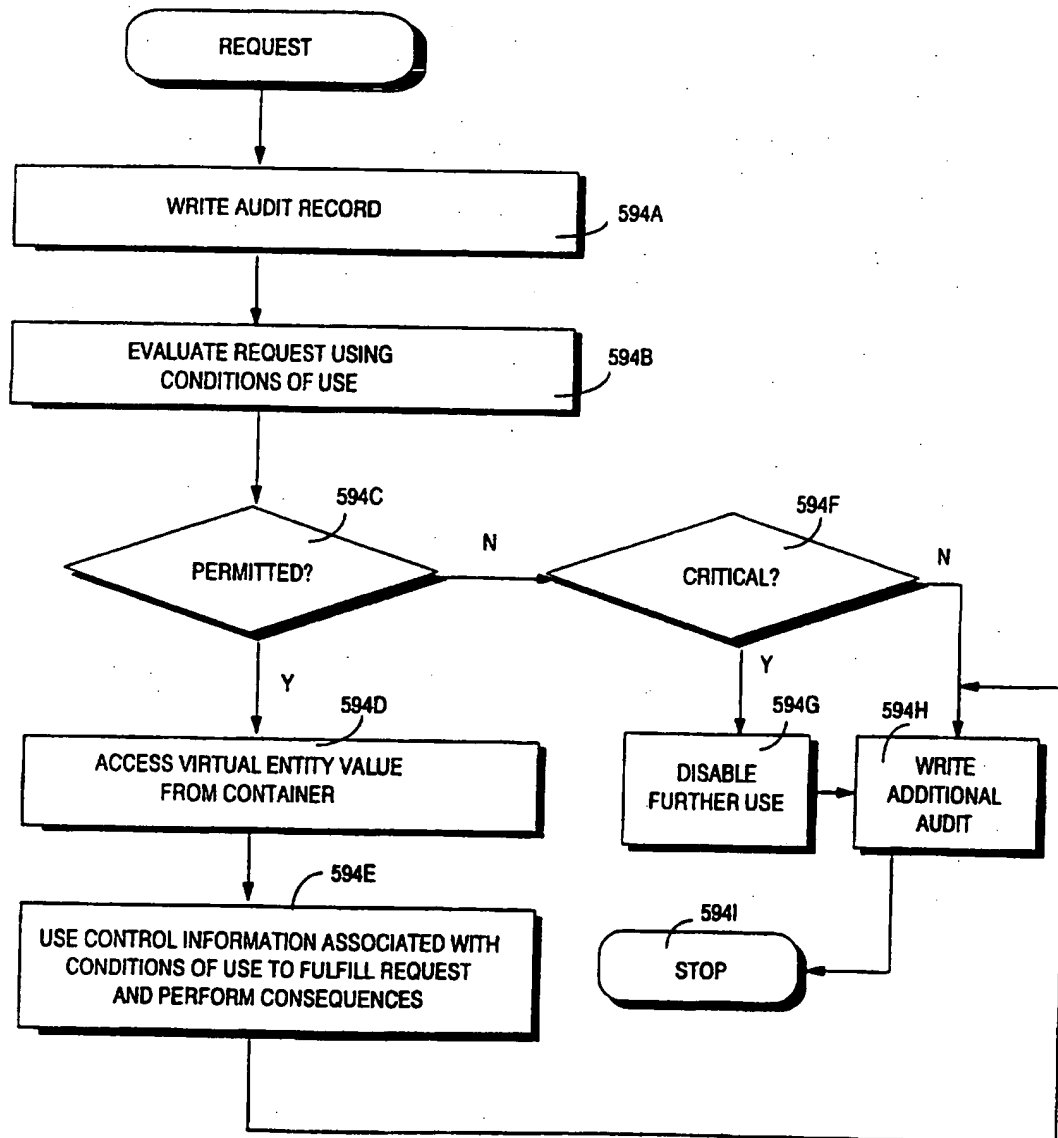 REQUEST
WRITE AUDIT RECORD
594A
EVALUATE REQUEST USING
CONDITIONS OF USE
594B
594C
PERMITTED?
N
Y
594F
CRITICAL?
N
Y
594D
ACCESS VIRTUAL ENTITY VALUE
FROM CONTAINER
594G
DISABLE
FURTHER USE
594H
WRITE
ADDITIONAL
AUDIT
594E
USE CONTROL INFORMATION ASSOCIATED WITH
CONDITIONS OF USE TO FULFILL REQUEST
AND PERFORM CONSEQUENCES
594I
STOP